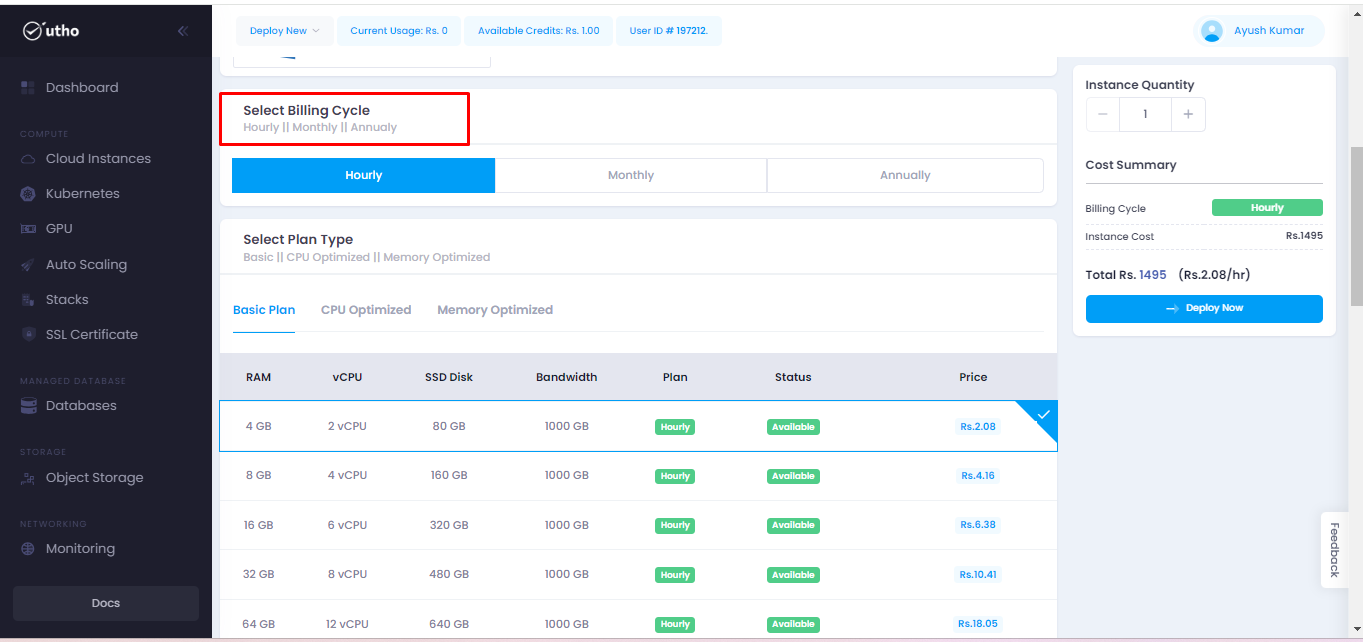 utho
Deploy New
Current Usage: Rs. 0
Available Credits: Rs. 1.00
User ID # 197212.
Ayush Kumar
Dashboard
COMPUTE
Cloud Instances
Kubernetes
GPU
Auto Scaling
Stacks
SSL Certificate
MANAGED DATABASE
Databases
STORAGE
Object Storage
NETWORKING
Monitoring
Docs
Select Billing Cycle
Hourly || Monthly || Annualy
Hourly Monthly Annually
Select Plan Type
Basic || CPU Optimized || Memory Optimized
Basic Plan CPU Optimized Memory Optimized
RAM vCPU SSD Disk Bandwidth Plan Status Price
4 GB 2 vCPU 80 GB 1000 GB Hourly Available Rs.2.08
8 GB 4 vCPU 160 GB 1000 GB Hourly Available Rs.4.16
16 GB 6 vCPU 320 GB 1000 GB Hourly Available Rs.6.38
32 GB 8 vCPU 480 GB 1000 GB Hourly Available Rs.10.41
64 GB 12 vCPU 640 GB 1000 GB Hourly Available Rs.18.05
Instance Quantity
1
Cost Summary
Billing Cycle Hourly
Instance Cost Rs.1495
Total Rs. 1495 (Rs.2.08/hr)
Deploy Now
Feedback